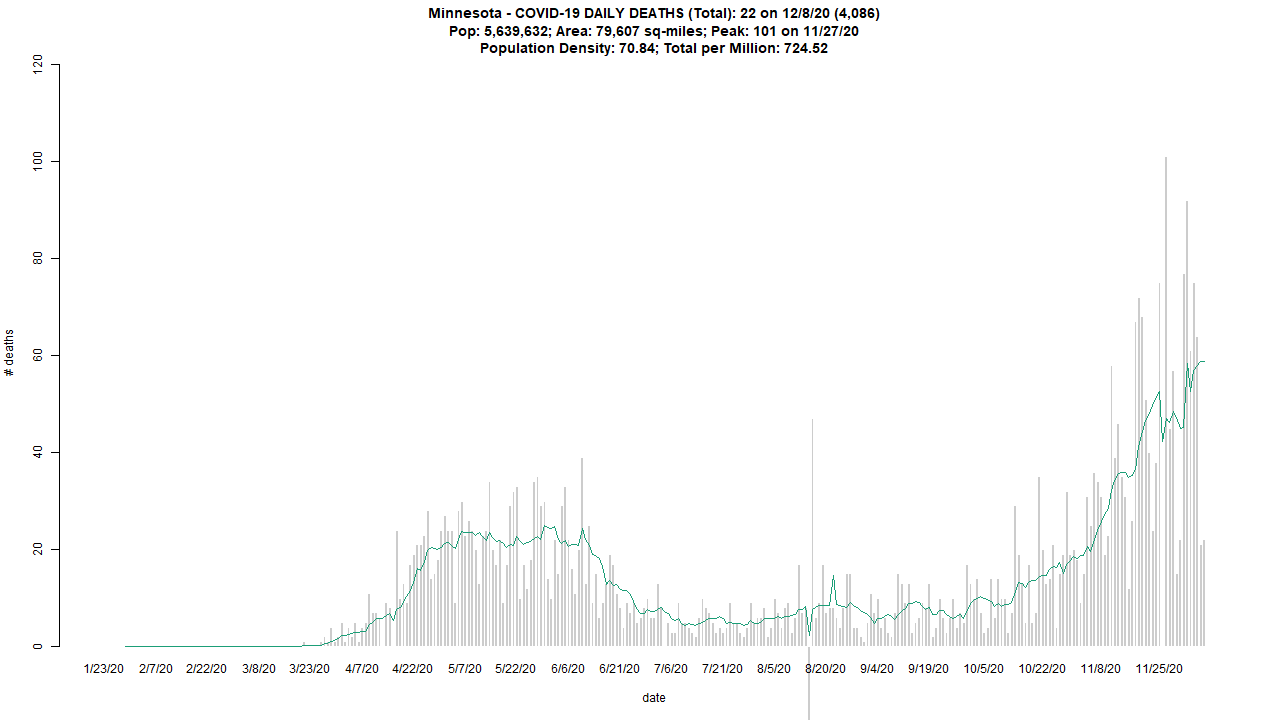 Minnesota - COVID-19 DAILY DEATHS (Total): 22 on 12/8/20 (4,086)
Pop: 5,639,632; Area: 79,607 sq-miles; Peak: 101 on 11/27/20
Population Density: 70.84; Total per Million: 724.52
120
100
80
60
40
20
0
# deaths
1/23/20 2/7/20 2/22/20 3/8/20 3/23/20 4/7/20 4/22/20 5/7/20 5/22/20 6/6/20 6/21/20 7/6/20 7/21/20 8/5/20 8/20/20 9/4/20 9/19/20 10/5/20 10/22/20 11/8/20 11/25/20
date